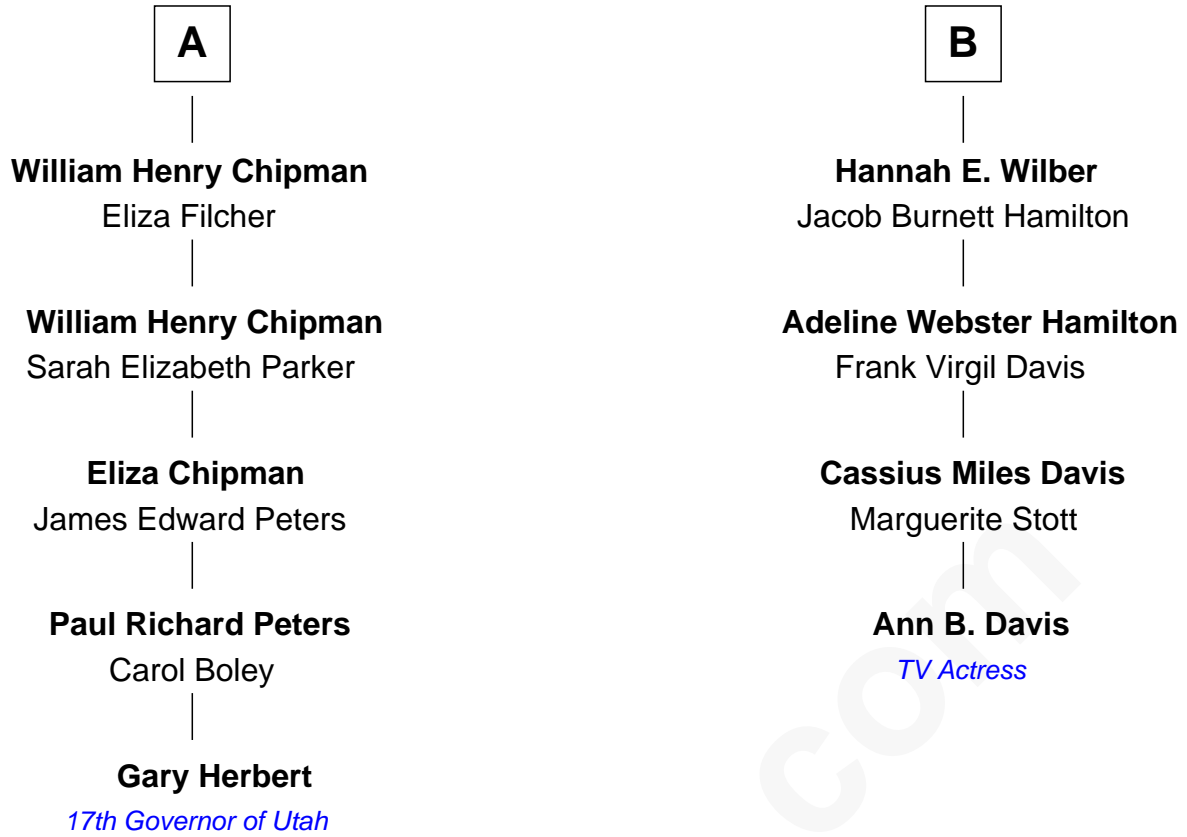 A
William Henry Chipman
Eliza Filcher
William Henry Chipman
Sarah Elizabeth Parker
Eliza Chipman
James Edward Peters
Paul Richard Peters
Carol Boley
Gary Herbert
17th Governor of Utah
B
Hannah E. Wilber
Jacob Burnett Hamilton
Adeline Webster Hamilton
Frank Virgil Davis
Cassius Miles Davis
Marguerite Stott
Ann B. Davis
TV Actress
com